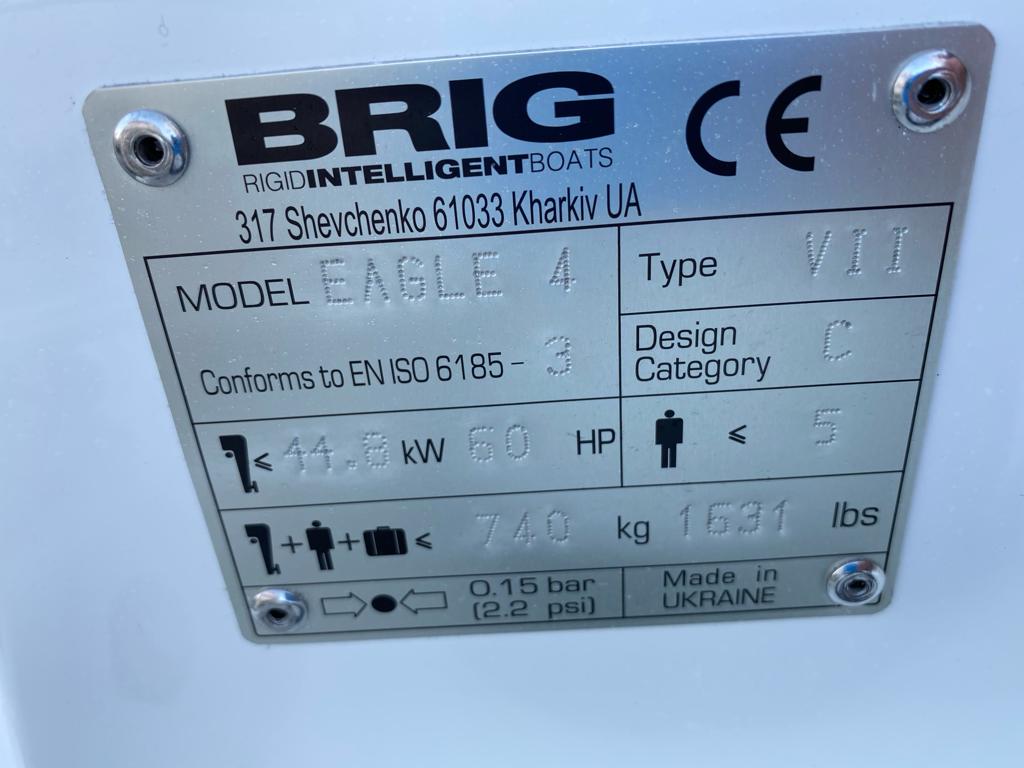 BRIG
RIGIDINTELLIGENTBOATS
CE
317 Shevchenko 61033 Kharkiv UA
MODEL EAGLE 4
Type VII
Conforms to EN ISO 6185 - 3
Design
Category C
≤ 44.8 kW 60 HP
≤ 5
+ + ≤ 740 kg 1631 lbs
0.15 bar
(2.2 psi)
Made in
UKRAINE